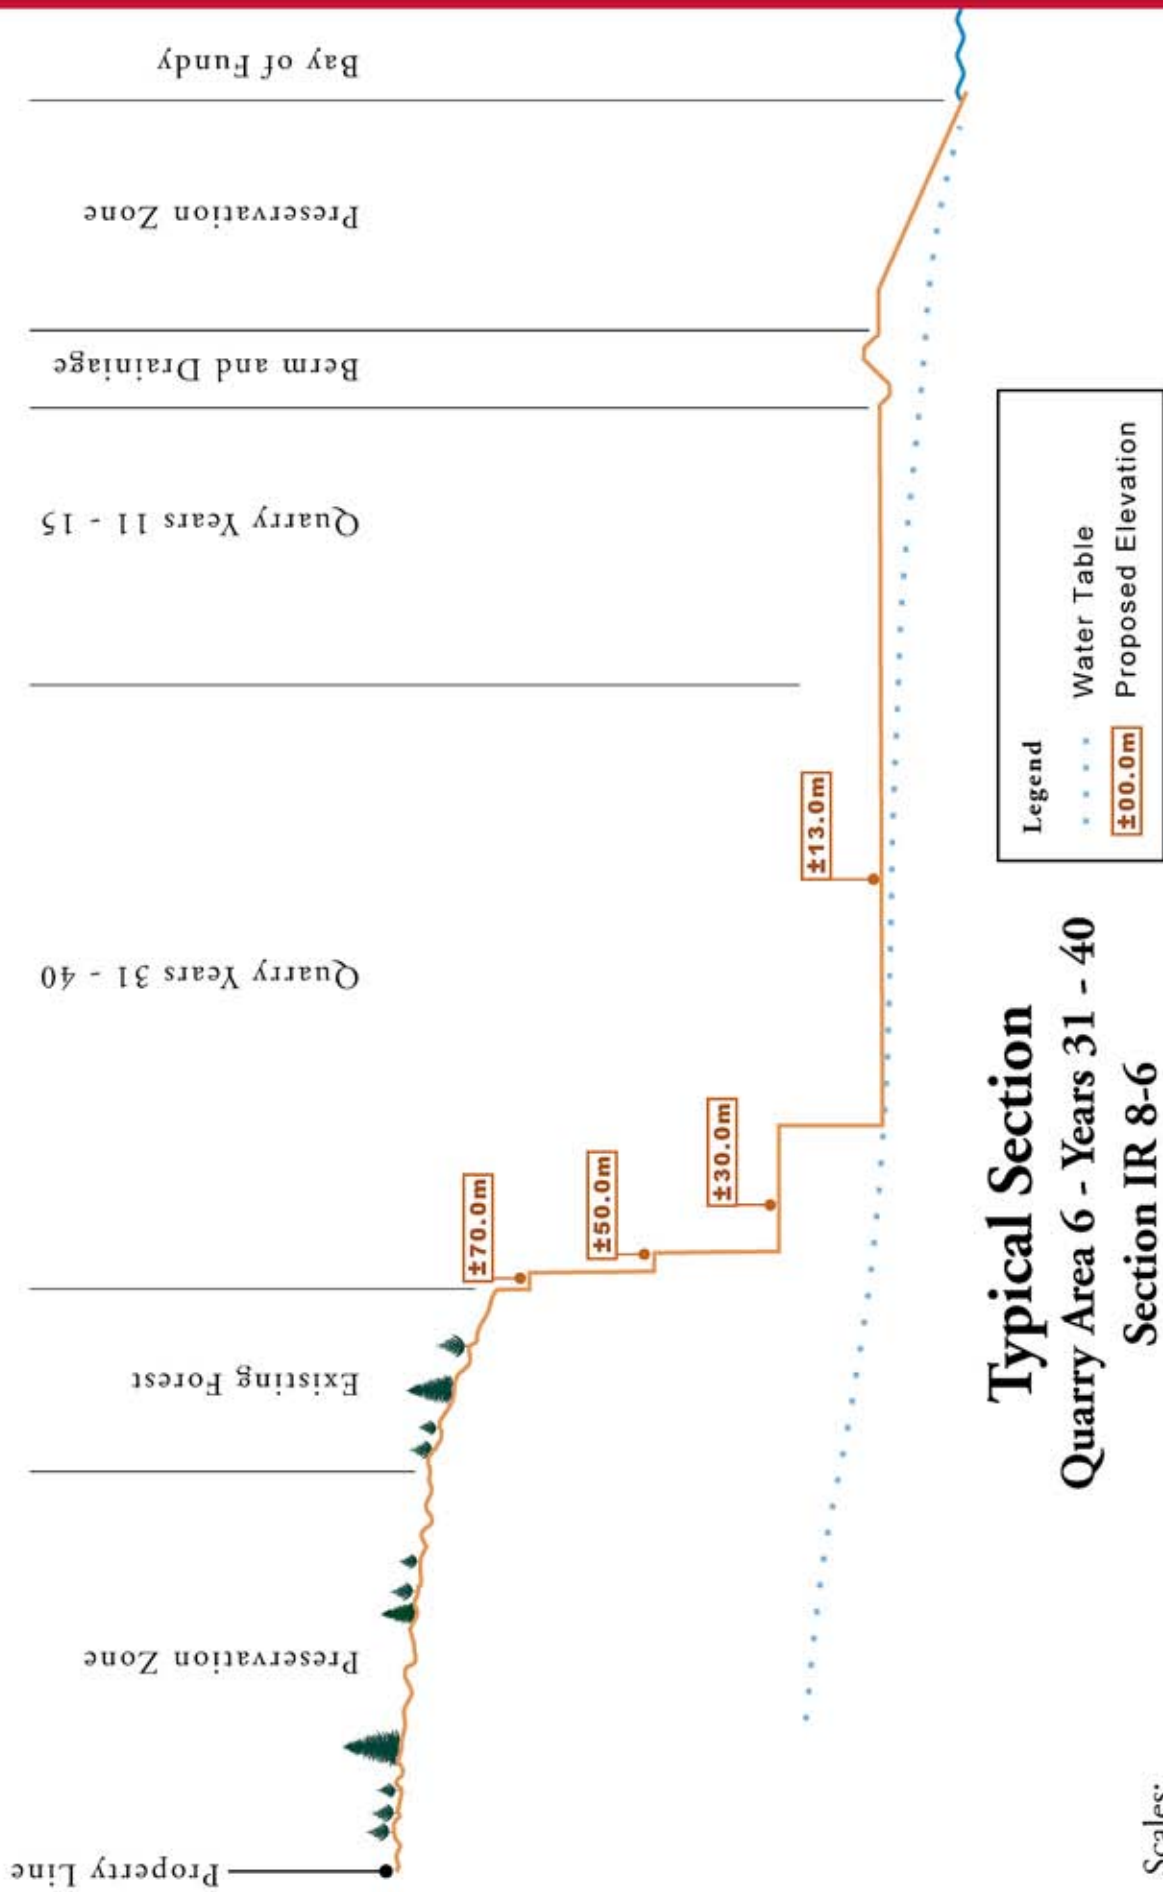 Property Line
Preservation Zone
Existing Forest
Quarry Years 31 - 40
Quarry Years 11 - 15
Berm and Drainiage
Preservation Zone
Bay of Fundy
±70.0m
±50.0m
±30.0m
±13.0m
Typical Section
Quarry Area 6 - Years 31 - 40
Section IR 8-6
Legend
Water Table
±00.0m Proposed Elevation
Scales: